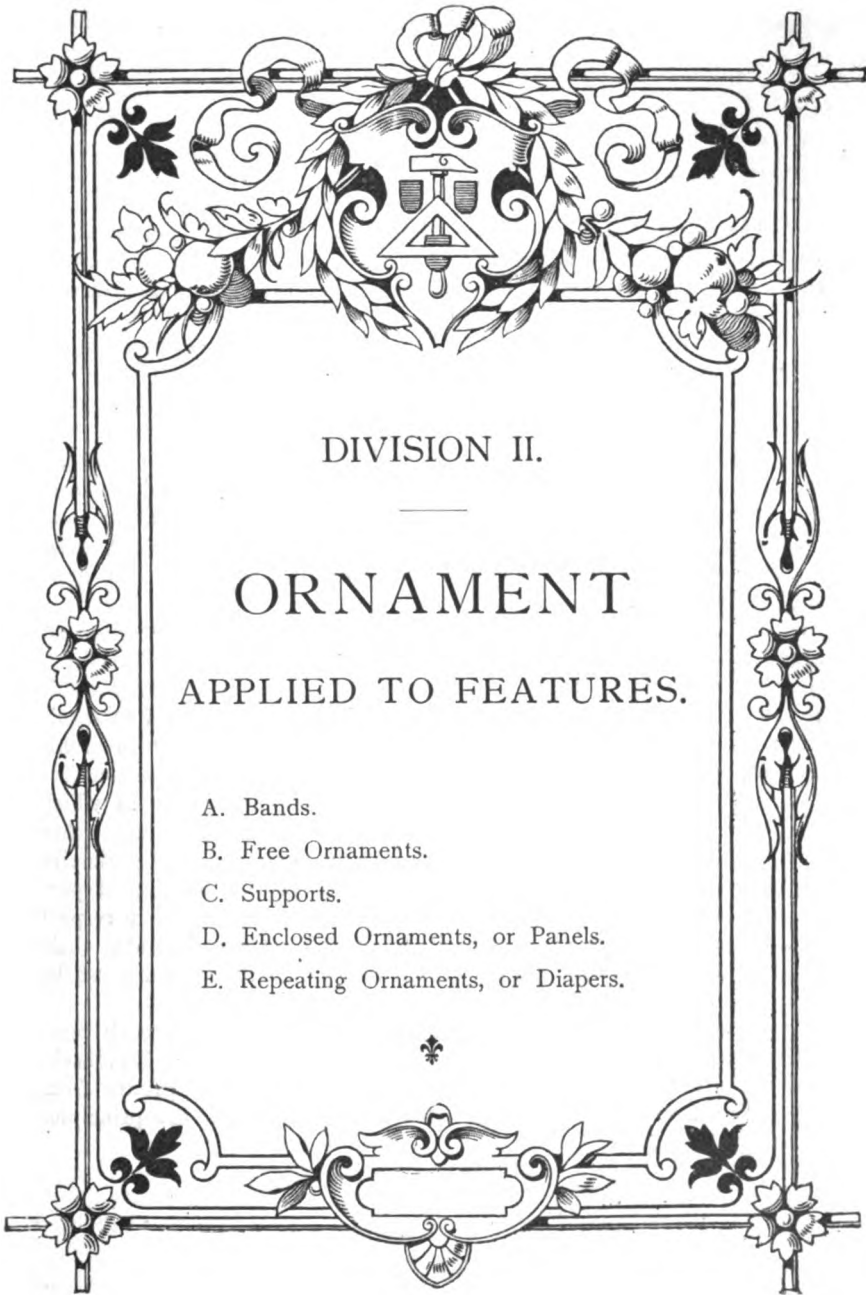 DIVISION II.
ORNAMENT
APPLIED TO FEATURES.
A. Bands.
B. Free Ornaments.
C. Supports.
D. Enclosed Ornaments, or Panels.
E. Repeating Ornaments, or Diapers.